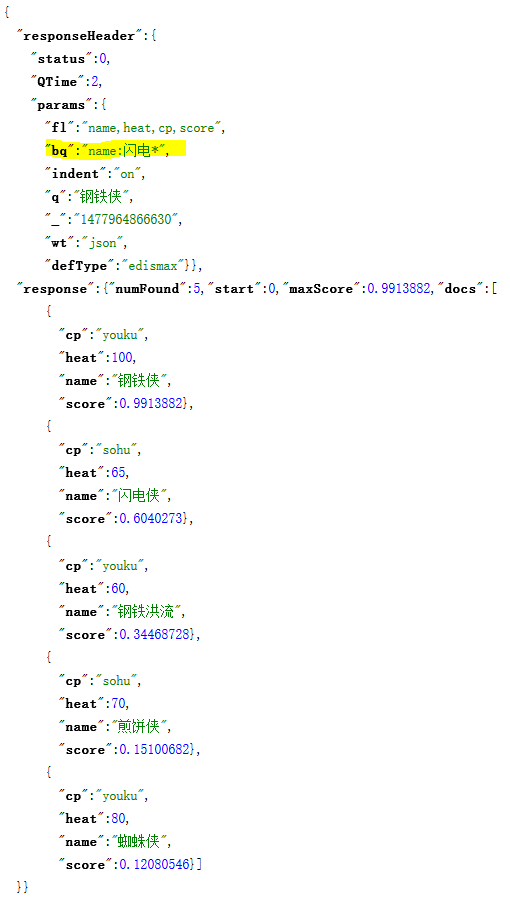 {
"responseHeader":{
"status":0,
"QTime":2,
"params":{
"fl":"name,heat,cp,score",
"bq":"name:闪电*",
"indent":"on",
"q":"钢铁侠",
"_":"1477964866630",
"wt":"json",
"defType":"edismax"}},
"response":{"numFound":5,"start":0,"maxScore":0.9913882,"docs":[
{
"cp":"youku",
"heat":100,
"name":"钢铁侠",
"score":0.9913882},
{
"cp":"sohu",
"heat":65,
"name":"闪电侠",
"score":0.6040273},
{
"cp":"youku",
"heat":60,
"name":"钢铁洪流",
"score":0.34468728},
{
"cp":"sohu",
"heat":70,
"name":"煎饼侠",
"score":0.15100682},
{
"cp":"youku",
"heat":80,
"name":"蜘蛛侠",
"score":0.12080546}]
}}